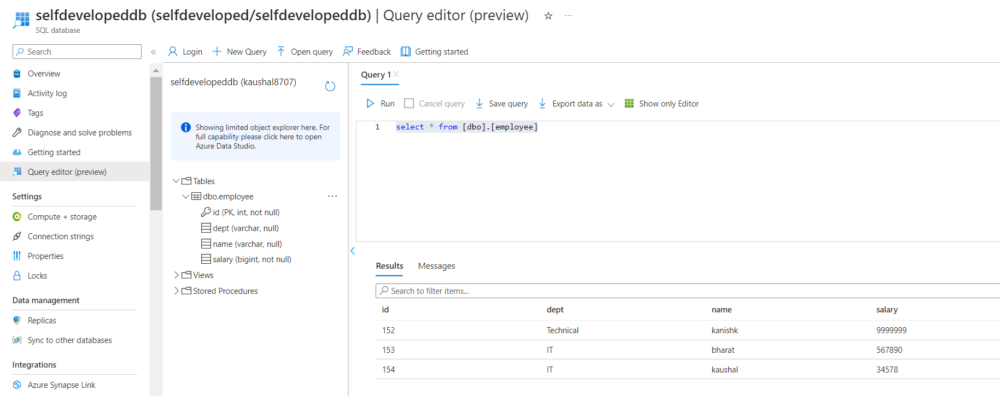 selfdevelopeddb (selfdeveloped/selfdevelopeddb) | Query editor (preview) ☆ ···
SQL database
Search «
Login New Query Open query Feedback Getting started
Overview
Activity log
Tags
Diagnose and solve problems
Getting started
Query editor (preview)
Settings
Compute + storage
Connection strings
Properties
Locks
Data management
Replicas
Sync to other databases
Integrations
Azure Synapse Link
selfdevelopeddb (kaushal8707)
Showing limited object explorer here. For
full capability please click here to open
Azure Data Studio.
Tables
dbo.employee ···
id (PK, int, not null)
dept (varchar, null)
name (varchar, null)
salary (bigint, not null)
Views
Stored Procedures
Query 1
Run Cancel query Save query Export data as Show only Editor
1 select * from [dbo].[employee]
Results Messages
Search to filter items...
id dept name salary
152 Technical kanishk 9999999
153 IT bharat 567890
154 IT kaushal 34578